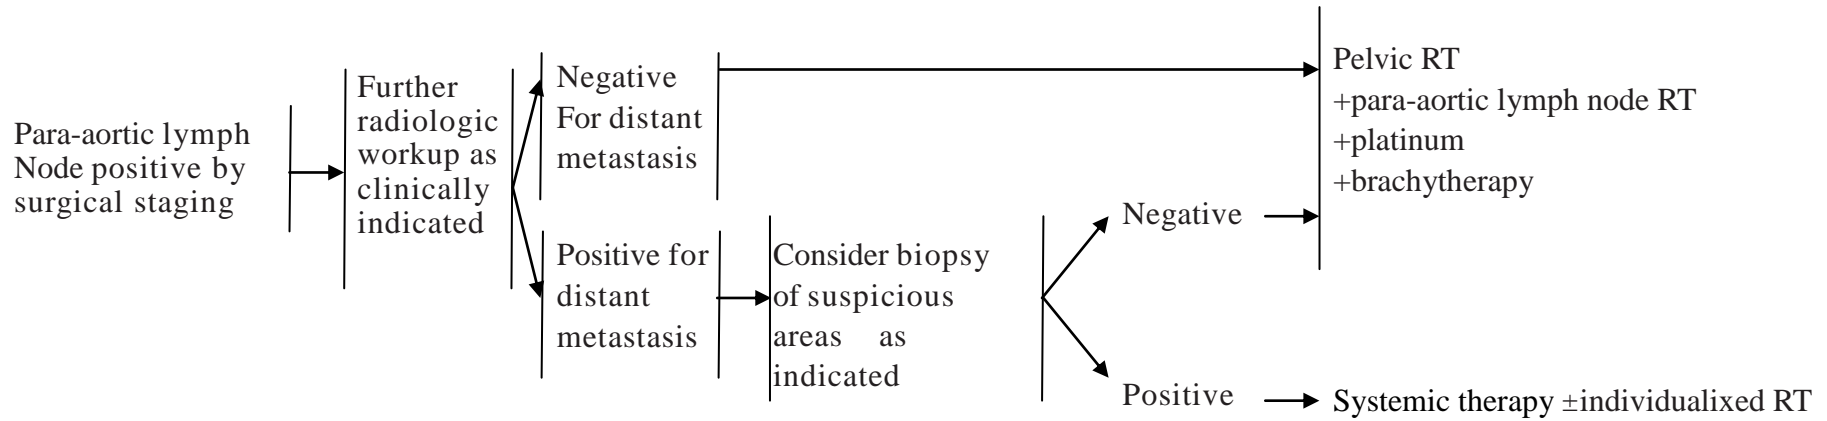 Para-aortic lymph
Node positive by
surgical staging
Further
radiologic
workup as
clinically
indicated
Negative
For distant
metastasis
Positive for
distant
metastasis
Consider biopsy
of suspicious
areas as
indicated
Negative
Positive
Pelvic RT
+para-aortic lymph node RT
+platinum
+brachytherapy
Systemic therapy ±individualixed RT